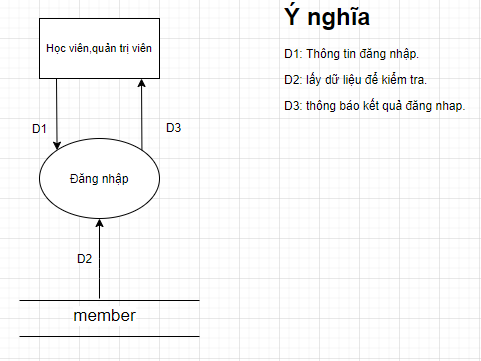 Ý nghĩa
Học viên,quản trị viên
D1: Thông tin đăng nhập.
D2: lấy dữ liệu để kiểm tra.
D3: thông báo kết quả đăng nhap.
D1
D3
Đăng nhập
D2
member